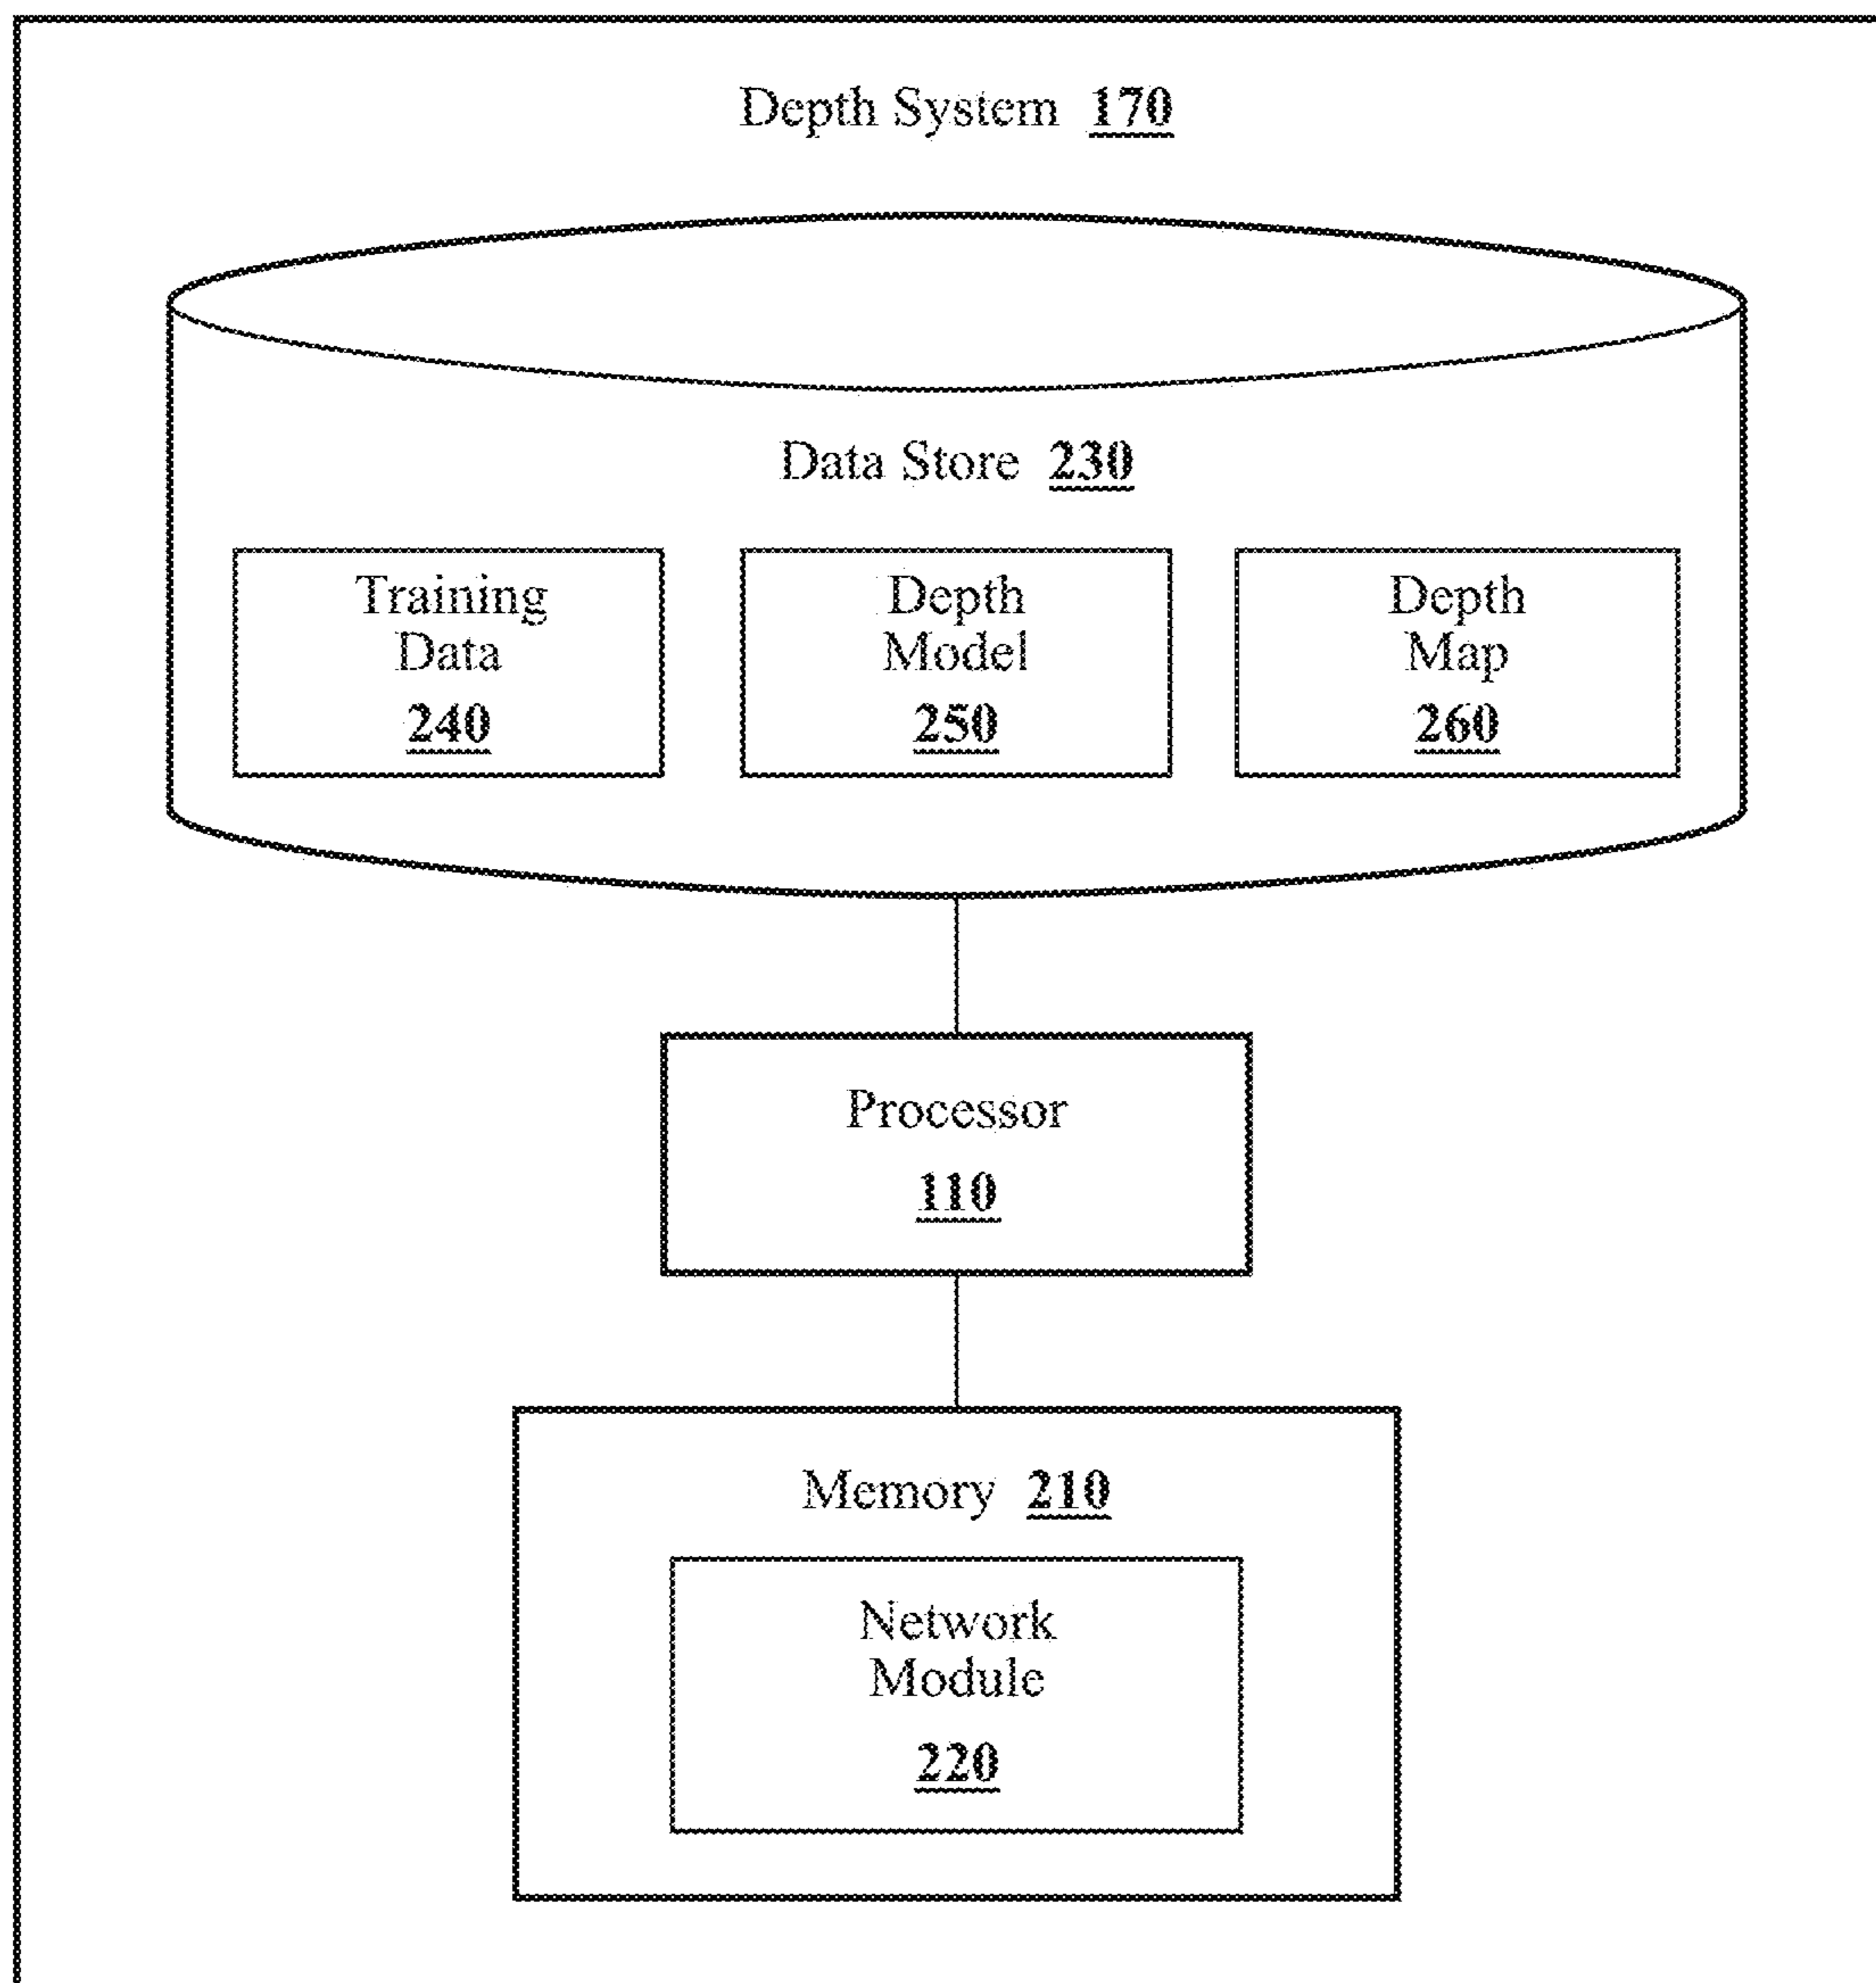 Depth System 170
Data Store 230
Training
Data
240
Depth
Model
250
Depth
Map
260
Processor
110
Memory 210
Network
Module
220